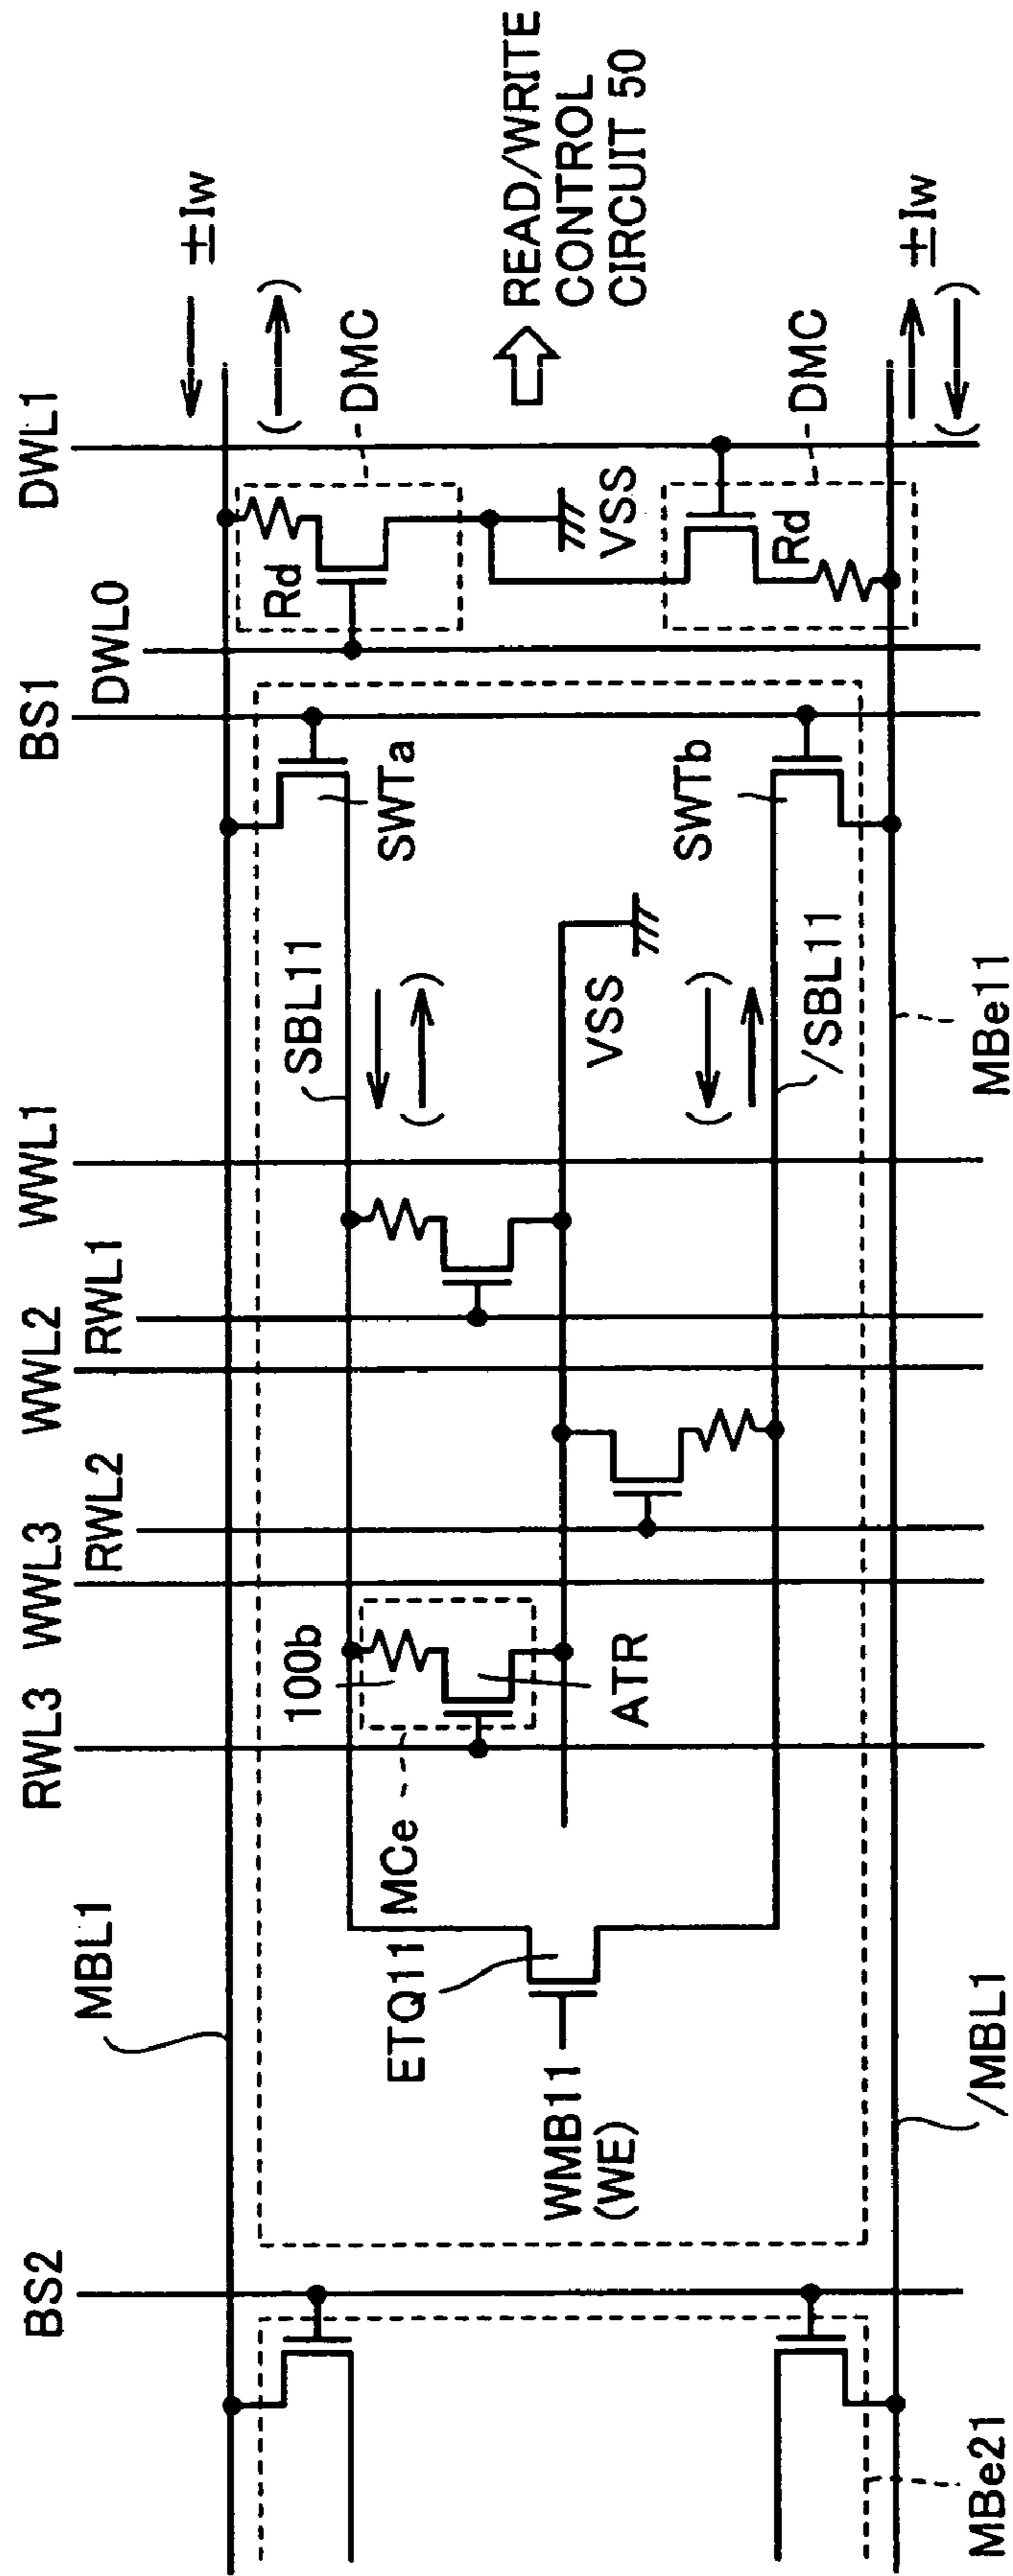 DWL1
DWL0
BS1
WWL1
RWL1
WWL2
RWL2
WWL3
RWL3
BS2
MBL1
±Iw
READ/WRITE
CONTROL
CIRCUIT 50
DMC
Rd
VSS
Rd
DMC
±Iw
SWTa
SWTb
SBL11
VSS
/SBL11
MBe11
100b
ATR
MCe
ETQ11
WMB11
(WE)
/MBL1
MBe21